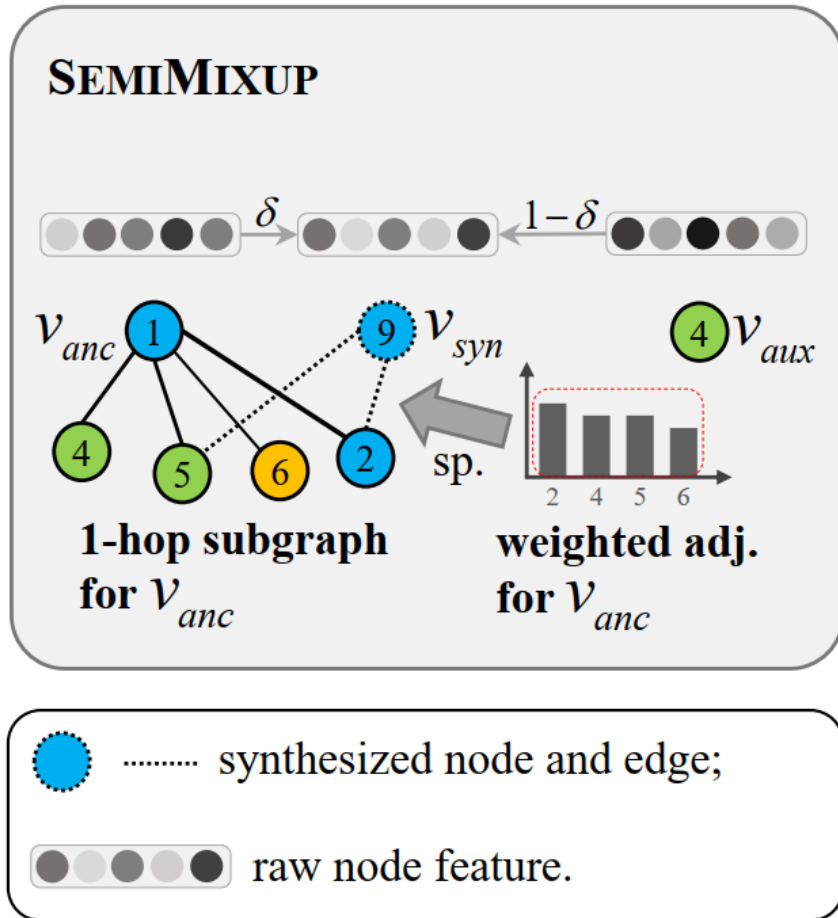 SEMIMIXUP
δ
1 − δ
v_anc 1 9 v_syn 4 v_aux
4 5 6 2 sp.
2 4 5 6
1-hop subgraph
for v_anc
weighted adj.
for v_anc
synthesized node and edge;
raw node feature.